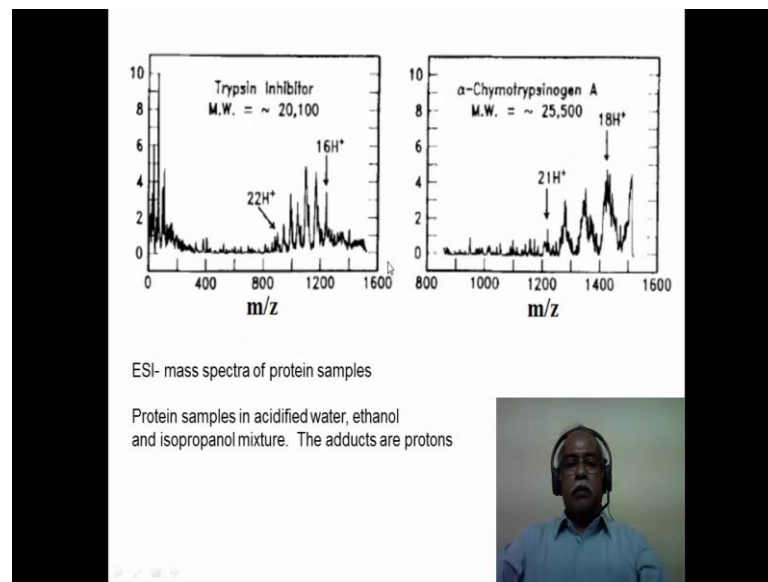 Trypsin Inhibitor
M.W. = ~ 20,100
16H+
22H+
10
8
6
4
2
0
0 400 800 1200 1600
m/z
α-Chymotrypsinogen A
M.W. = ~ 25,500
18H+
21H+
10
8
6
4
2
0
800 1000 1200 1400 1600
m/z
ESI- mass spectra of protein samples
Protein samples in acidified water, ethanol
and isopropanol mixture. The adducts are protons